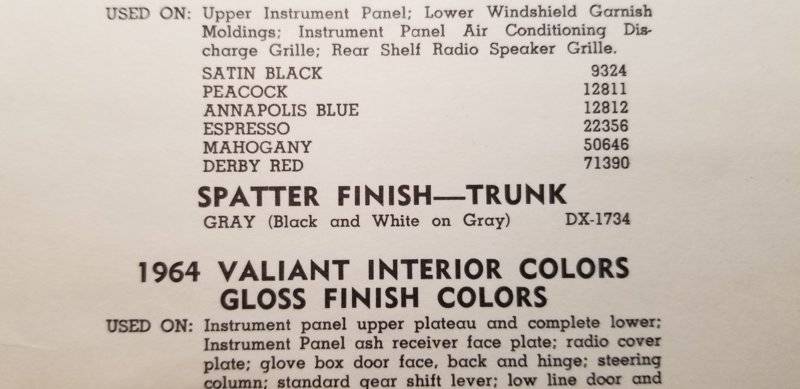 USED ON: Upper Instrument Panel; Lower Windshield Garnish
Moldings; Instrument Panel Air Conditioning Dis-
charge Grille; Rear Shelf Radio Speaker Grille.
SATIN BLACK 9324
PEACOCK 12811
ANNAPOLIS BLUE 12812
ESPRESSO 22356
MAHOGANY 50646
DERBY RED 71390
SPATTER FINISH—TRUNK
GRAY (Black and White on Gray) DX-1734
1964 VALIANT INTERIOR COLORS
GLOSS FINISH COLORS
USED ON: Instrument panel upper plateau and complete lower;
Instrument Panel ash receiver face plate; radio cover
plate; glove box door face, back and hinge; steering
column; standard gear shift lever; low line door and